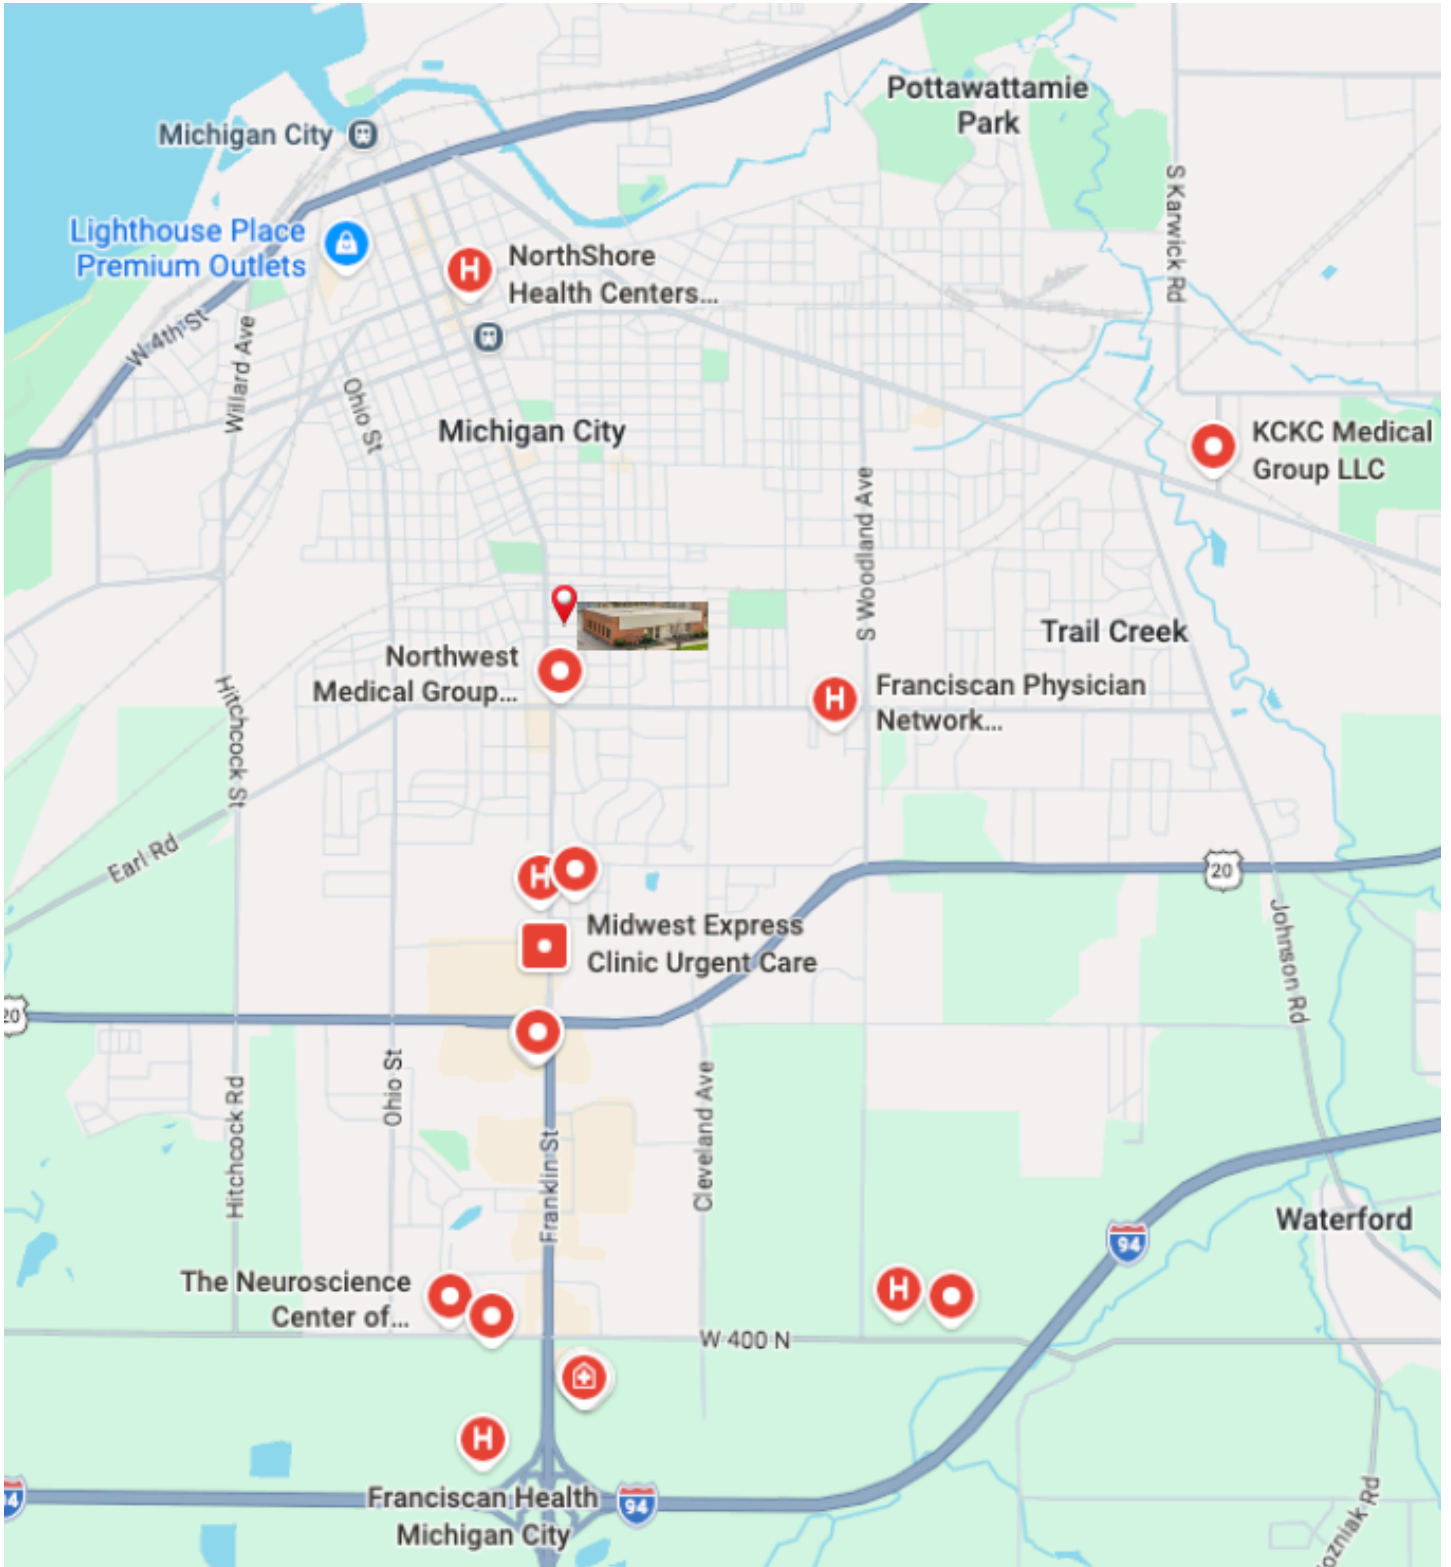 Pottawattamie
Park
Michigan City
S Karwick Rd
Lighthouse Place
Premium Outlets
H
NorthShore
Health Centers...
W 4th St
Willard Ave
Ohio St
Michigan City
KCKC Medical
Group LLC
S Woodland Ave
Trail Creek
Northwest
Medical Group...
H
Franciscan Physician
Network...
Hitchcock St
Earl Rd
H
20
Midwest Express
Clinic Urgent Care
Johnson Rd
20
Hitchcock Rd
Ohio St
Franklin St
Cleveland Ave
Waterford
94
The Neuroscience
Center of...
H
W 400 N
H
Franciscan Health
Michigan City
94
94
ozniak Rd